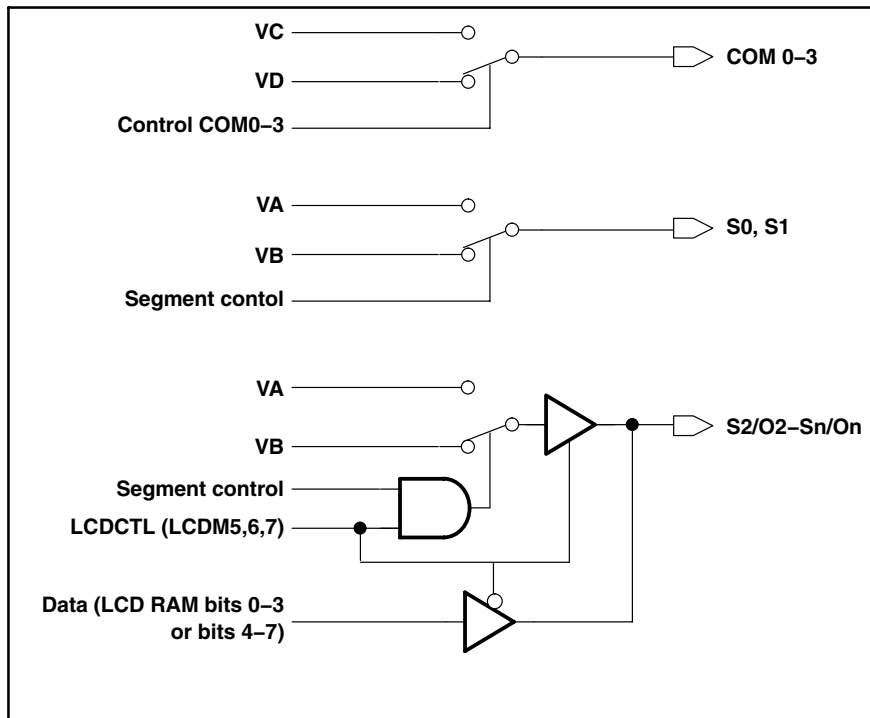 VC
VD
COM 0–3
Control COM0–3
VA
VB
S0, S1
Segment contol
VA
VB
S2/O2–Sn/On
Segment control
LCDCTL (LCDM5,6,7)
Data (LCD RAM bits 0–3
or bits 4–7)